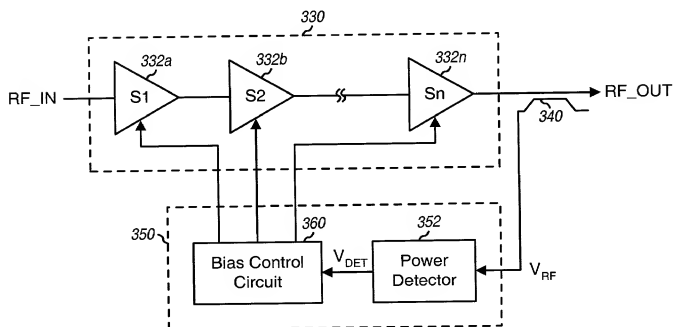 330
332a
332b
332n
RF_IN
S1
S2
Sn
RF_OUT
340
350
360
352
Bias Control
Circuit
V_DET
Power
Detector
V_RF